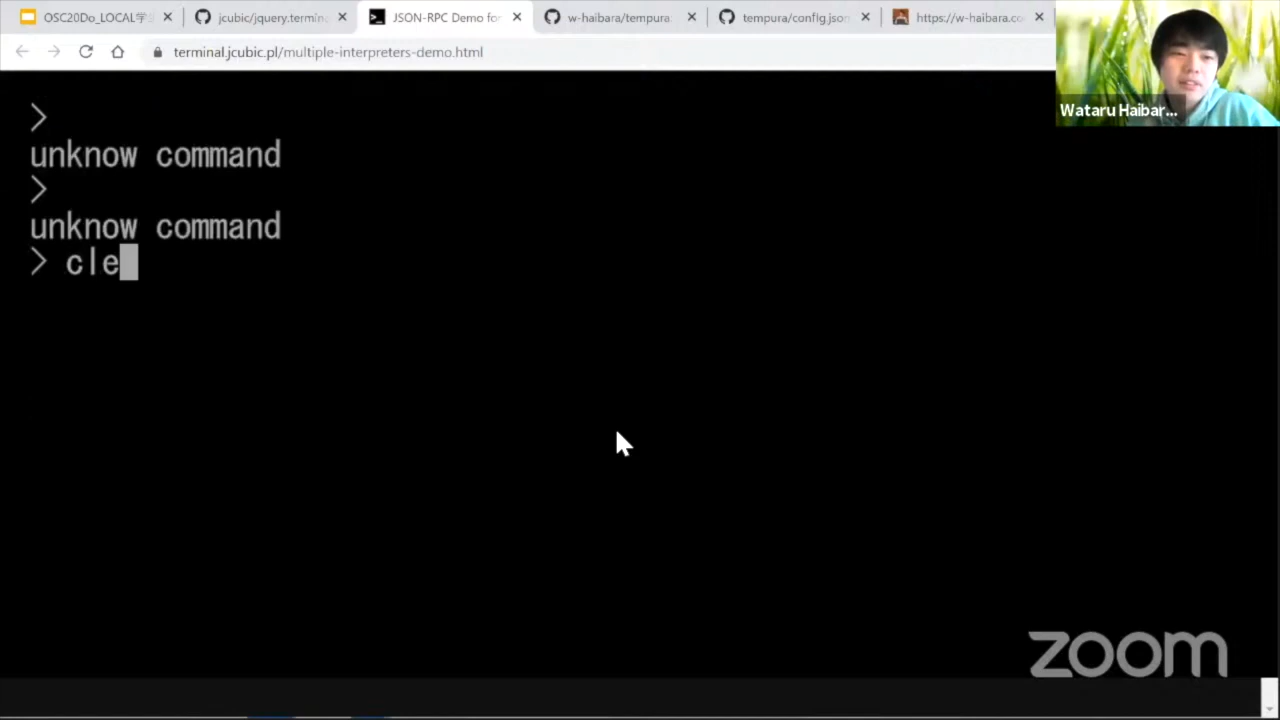 OSC20Do_LOCAL学
jcubic/jquery.termin
JSON-RPC Demo for
w-haibara/tempura
tempura/config.json
https://w-haibara.co
terminal.jcubic.pl/multiple-interpreters-demo.html
Wataru Haibar...
>
unknow command
>
unknow command
> cle
zoom